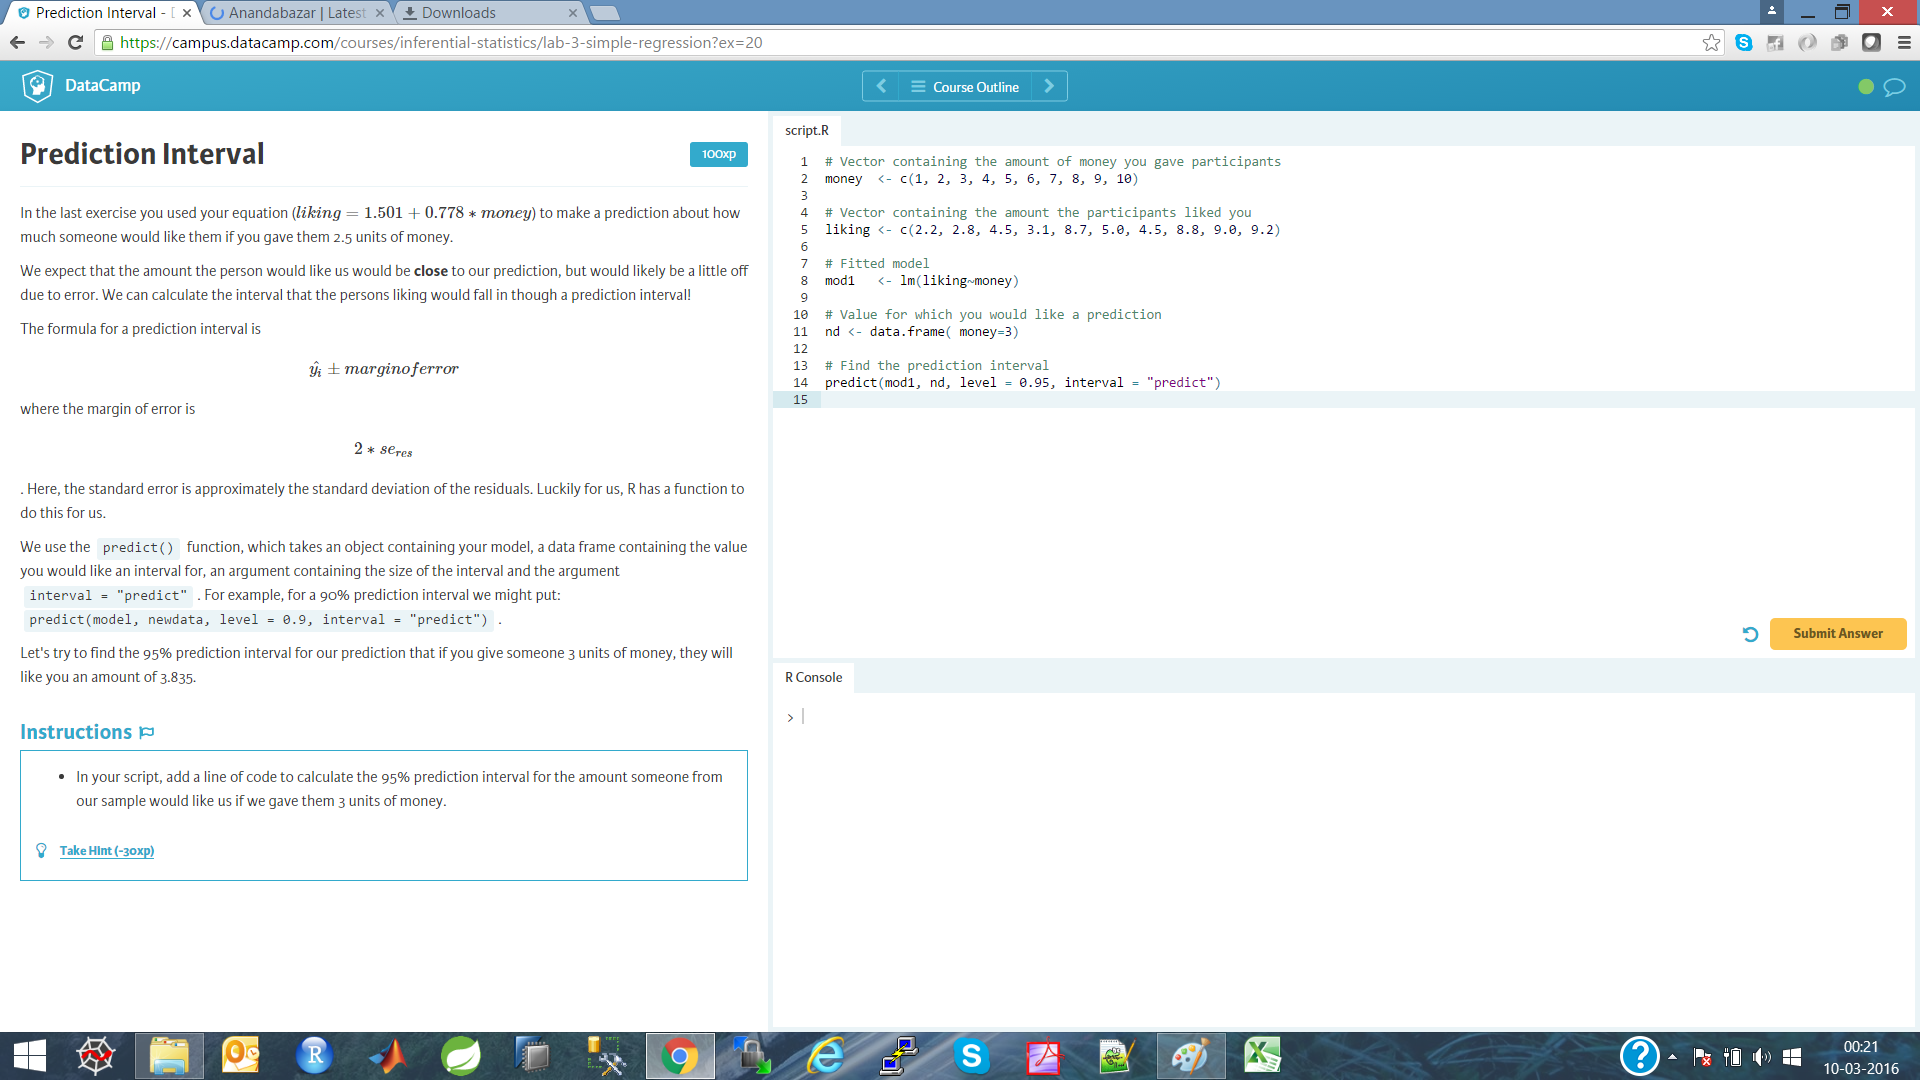 Prediction Interval - [
Anandabazar | Latest
Downloads
https://campus.datacamp.com/courses/inferential-statistics/lab-3-simple-regression?ex=20
DataCamp
Course Outline
Prediction Interval
100xp
In the last exercise you used your equation (liking = 1.501 + 0.778 * money) to make a prediction about how
much someone would like them if you gave them 2.5 units of money.
We expect that the amount the person would like us would be close to our prediction, but would likely be a little off
due to error. We can calculate the interval that the persons liking would fall in though a prediction interval!
The formula for a prediction interval is
ŷi ± marginoferror
where the margin of error is
2 * se_res
. Here, the standard error is approximately the standard deviation of the residuals. Luckily for us, R has a function to
do this for us.
We use the predict() function, which takes an object containing your model, a data frame containing the value
you would like an interval for, an argument containing the size of the interval and the argument
interval = "predict" . For example, for a 90% prediction interval we might put:
predict(model, newdata, level = 0.9, interval = "predict") .
Let's try to find the 95% prediction interval for our prediction that if you give someone 3 units of money, they will
like you an amount of 3.835.
Instructions
• In your script, add a line of code to calculate the 95% prediction interval for the amount someone from
our sample would like us if we gave them 3 units of money.
Take Hint (-30xp)
script.R
1 # Vector containing the amount of money you gave participants
2 money  <- c(1, 2, 3, 4, 5, 6, 7, 8, 9, 10)
3
4 # Vector containing the amount the participants liked you
5 liking <- c(2.2, 2.8, 4.5, 3.1, 8.7, 5.0, 4.5, 8.8, 9.0, 9.2)
6
7 # Fitted model
8 mod1   <- lm(liking~money)
9
10 # Value for which you would like a prediction
11 nd <- data.frame( money=3)
12
13 # Find the prediction interval
14 predict(mod1, nd, level = 0.95, interval = "predict")
15
Submit Answer
R Console
>
00:21
10-03-2016